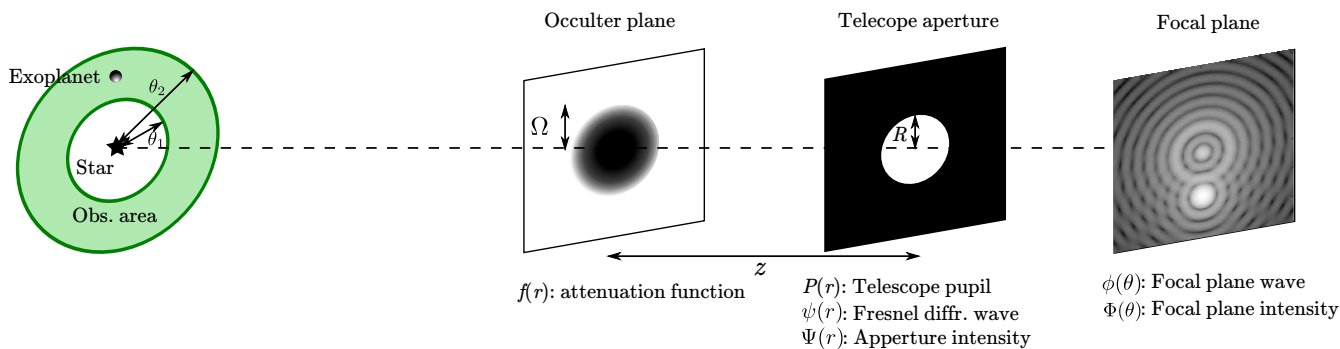 Occulter plane
Telecope aperture
Focal plane
Exoplanet
θ₂
θ₁
Star
Obs. area
Ω
R
z
f(r): attenuation function
P(r): Telescope pupil
ψ(r): Fresnel diffr. wave
Ψ(r): Apperture intensity
ϕ(θ): Focal plane wave
Φ(θ): Focal plane intensity